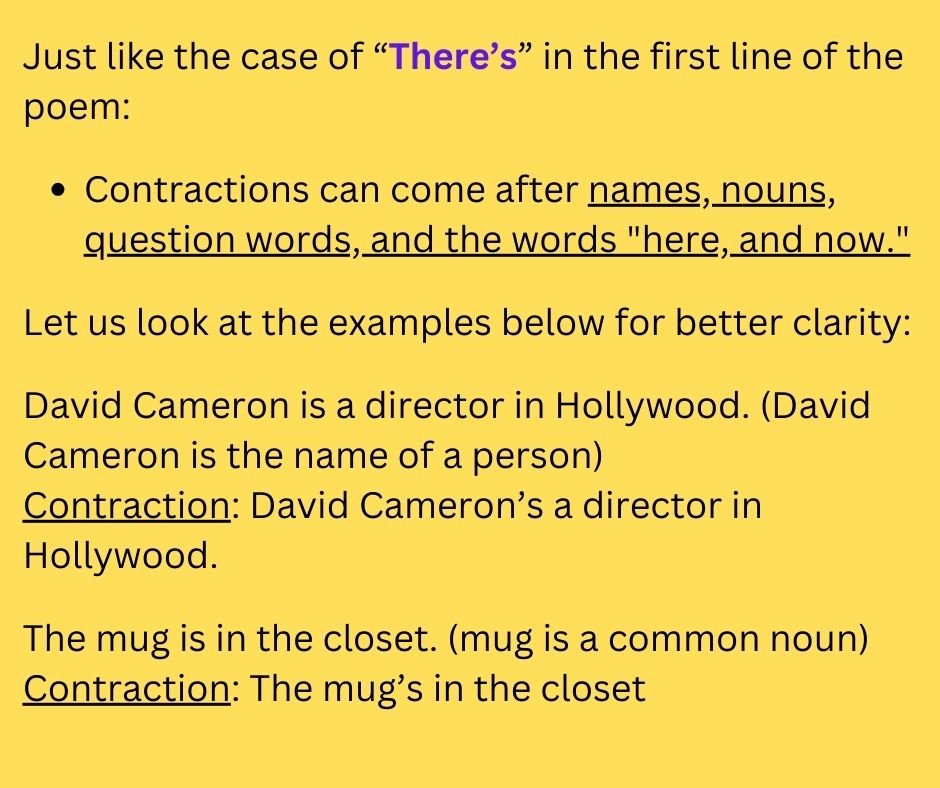 Just like the case of “There’s” in the first line of the
poem:
• Contractions can come after names, nouns,
question words, and the words "here, and now."
Let us look at the examples below for better clarity:
David Cameron is a director in Hollywood. (David
Cameron is the name of a person)
Contraction: David Cameron’s a director in
Hollywood.
The mug is in the closet. (mug is a common noun)
Contraction: The mug’s in the closet